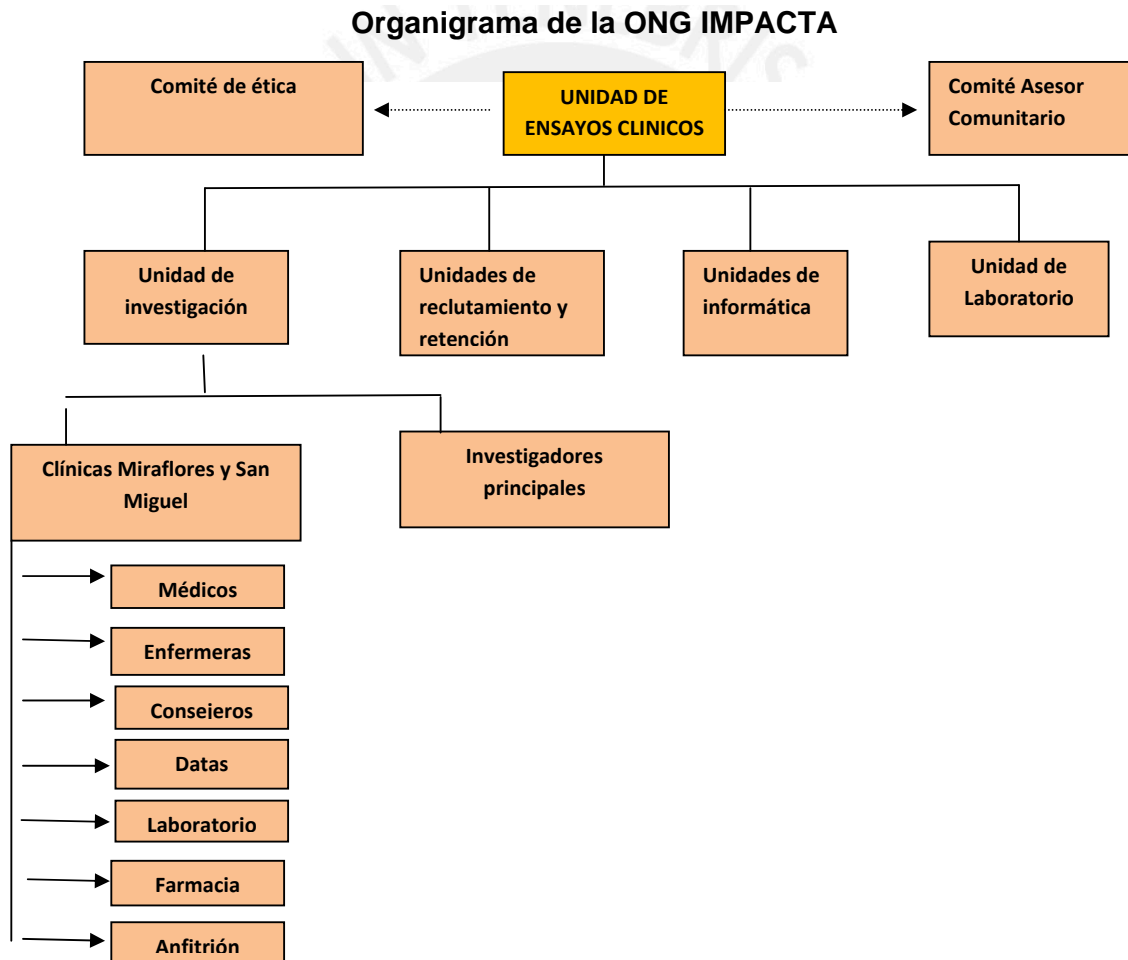 Organigrama de la ONG IMPACTA
Comité de ética
UNIDAD DE
ENSAYOS CLINICOS
Comité Asesor
Comunitario
Unidad de
investigación
Unidades de
reclutamiento y
retención
Unidades de
informática
Unidad de
Laboratorio
Clínicas Miraflores y San
Miguel
Investigadores
principales
Médicos
Enfermeras
Consejeros
Datas
Laboratorio
Farmacia
Anfitrión